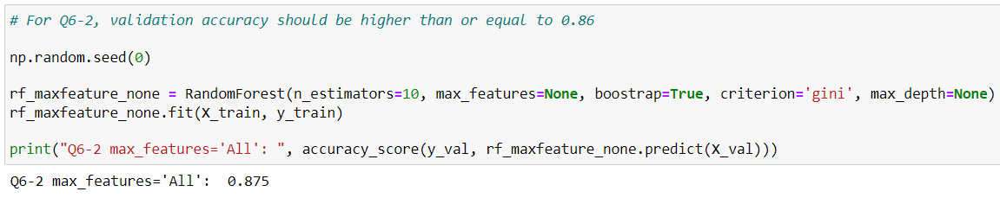 # For Q6-2, validation accuracy should be higher than or equal to 0.86
np.random.seed(0)
rf_maxfeature_none = RandomForest(n_estimators=10, max_features=None, boostrap=True, criterion='gini', max_depth=None)
rf_maxfeature_none.fit(X_train, y_train)
print("Q6-2 max_features='All': ", accuracy_score(y_val, rf_maxfeature_none.predict(X_val)))
Q6-2 max_features='All':  0.875